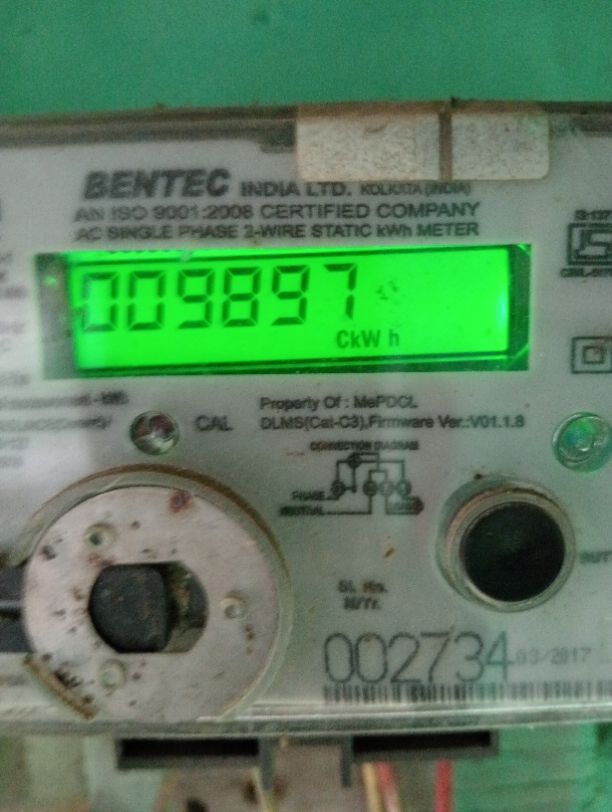 BENTEC INDIA LTD. KOLKATA (INDIA)
AN ISO 9001:2008 CERTIFIED COMPANY
AC SINGLE PHASE 2-WIRE STATIC kWh METER
009897
CkW h
CAL
Property Of : MePDCL
DLMS(Cat-C3),Firmware Ver.:V01.1.8
CONNECTION DIAGRAM
PHASE
NEUTRAL
Sl. No.
M/Yr.
002734 03/2017